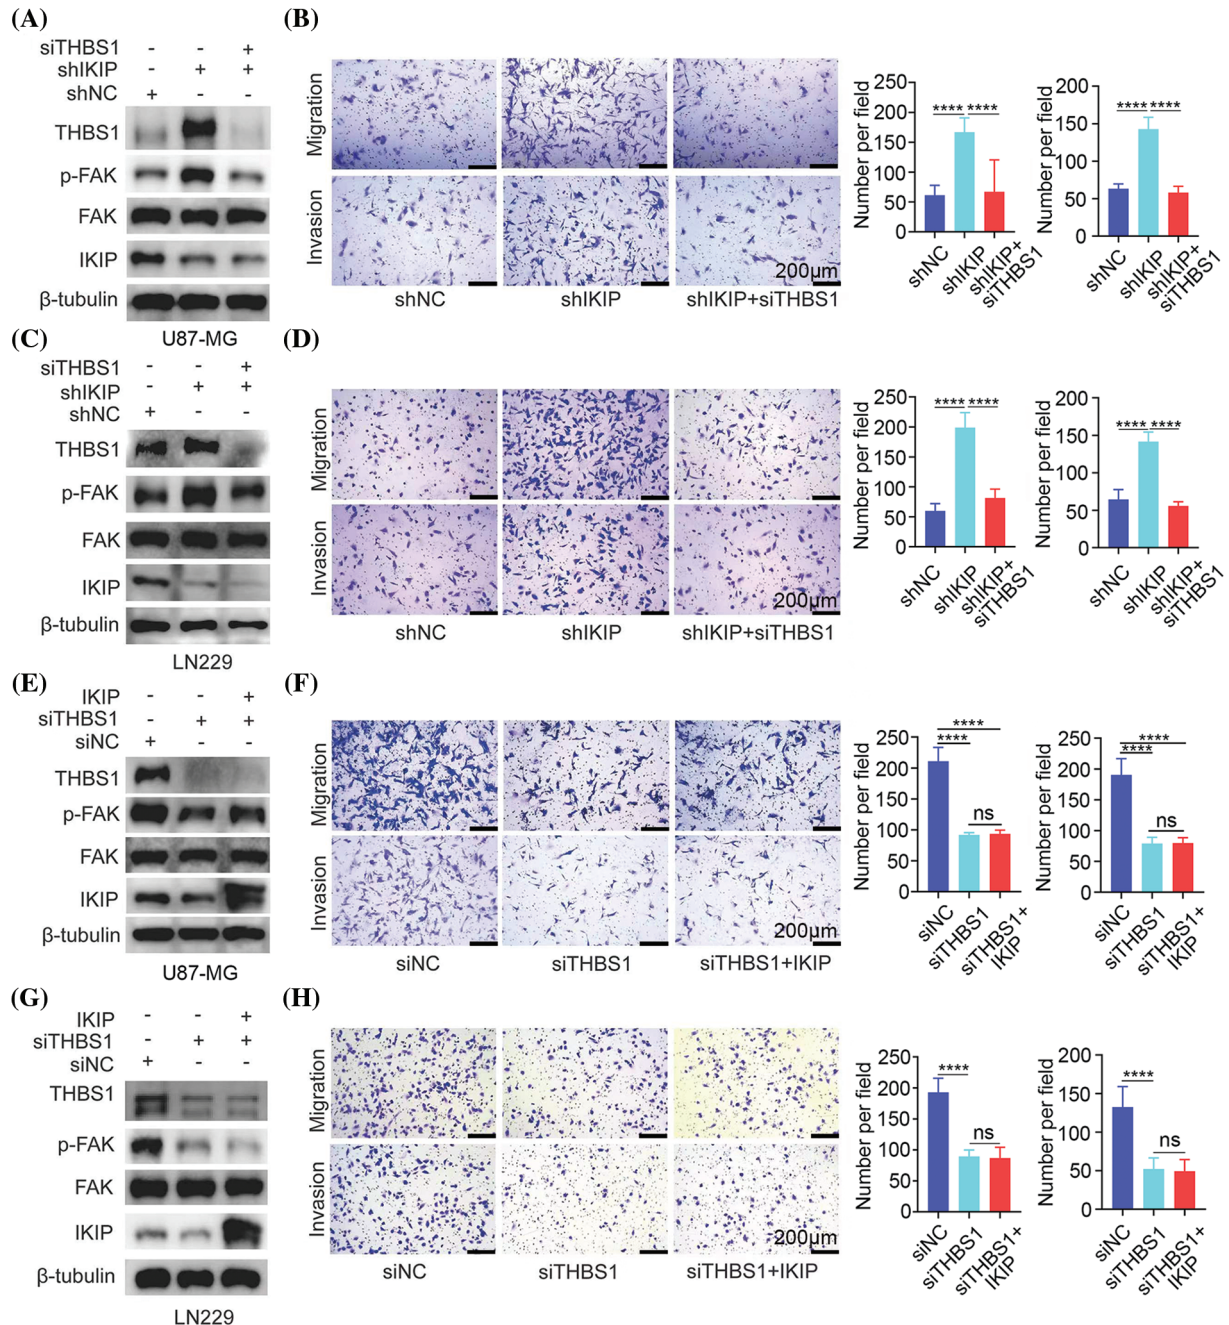 (A)
siTHBS1 - - +
shIKIP - + +
shNC + - -
THBS1
p-FAK
FAK
IKIP
β-tubulin
U87-MG
(B)
Migration
Invasion
200μm
shNC shIKIP shIKIP+siTHBS1
Number per field
250
200
150
100
50
0
**** ****
shNC
shIKIP
shIKIP+
siTHBS1
Number per field
200
150
100
50
0
**** ****
shNC
shIKIP
shIKIP+
siTHBS1
(C)
siTHBS1 - - +
shIKIP - + +
shNC + - -
THBS1
p-FAK
FAK
IKIP
β-tubulin
LN229
(D)
Migration
Invasion
200μm
shNC shIKIP shIKIP+siTHBS1
Number per field
250
200
150
100
50
0
**** ****
shNC
shIKIP
shIKIP+
siTHBS1
Number per field
200
150
100
50
0
**** ****
shNC
shIKIP
shIKIP+
siTHBS1
(E)
IKIP - - +
siTHBS1 - + +
siNC + - -
THBS1
p-FAK
FAK
IKIP
β-tubulin
U87-MG
(F)
Migration
Invasion
200μm
siNC siTHBS1 siTHBS1+IKIP
Number per field
250
200
150
100
50
0
****
****
ns
siNC
siTHBS1
siTHBS1+
IKIP
Number per field
250
200
150
100
50
0
****
****
ns
siNC
siTHBS1
siTHBS1+
IKIP
(G)
IKIP - - +
siTHBS1 - + +
siNC + - -
THBS1
p-FAK
FAK
IKIP
β-tubulin
LN229
(H)
Migration
Invasion
200μm
siNC siTHBS1 siTHBS1+IKIP
Number per field
250
200
150
100
50
0
****
ns
siNC
siTHBS1
siTHBS1+
IKIP
Number per field
200
150
100
50
0
****
ns
siNC
siTHBS1
siTHBS1+
IKIP